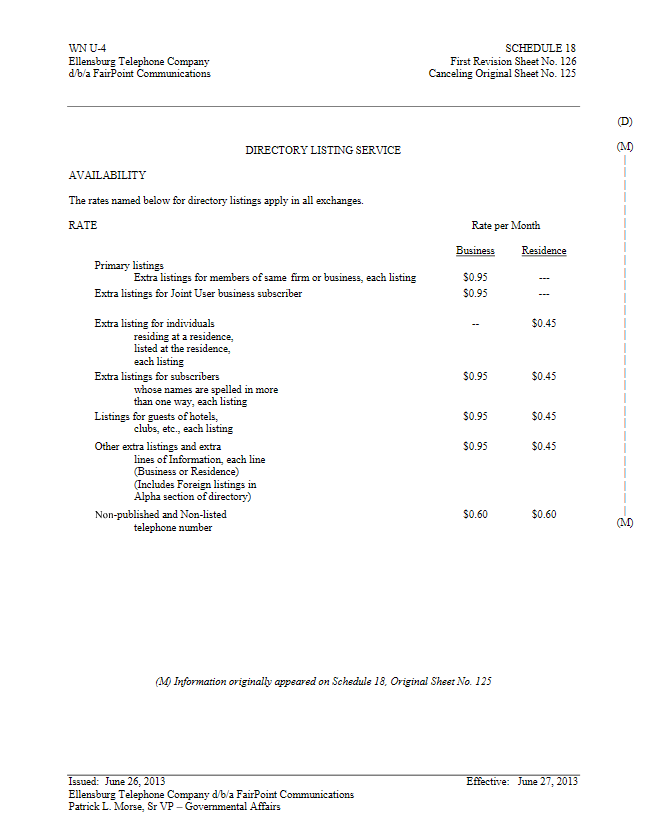 WN U-4 SCHEDULE 18
Ellensburg Telephone Company First Revision Sheet No. 126
d/b/a FairPoint Communications Canceling Original Sheet No. 125
(D)
DIRECTORY LISTING SERVICE (M)
AVAILABILITY
The rates named below for directory listings apply in all exchanges.
RATE Rate per Month
Business Residence
Primary listings
Extra listings for members of same firm or business, each listing $0.95 ---
Extra listings for Joint User business subscriber $0.95 ---
Extra listing for individuals -- $0.45
residing at a residence,
listed at the residence,
each listing
Extra listings for subscribers $0.95 $0.45
whose names are spelled in more
than one way, each listing
Listings for guests of hotels, $0.95 $0.45
clubs, etc., each listing
Other extra listings and extra $0.95 $0.45
lines of Information, each line
(Business or Residence)
(Includes Foreign listings in
Alpha section of directory)
Non-published and Non-listed $0.60 $0.60
telephone number (M)
(M) Information originally appeared on Schedule 18, Original Sheet No. 125
Issued: June 26, 2013 Effective: June 27, 2013
Ellensburg Telephone Company d/b/a FairPoint Communications
Patrick L. Morse, Sr VP – Governmental Affairs